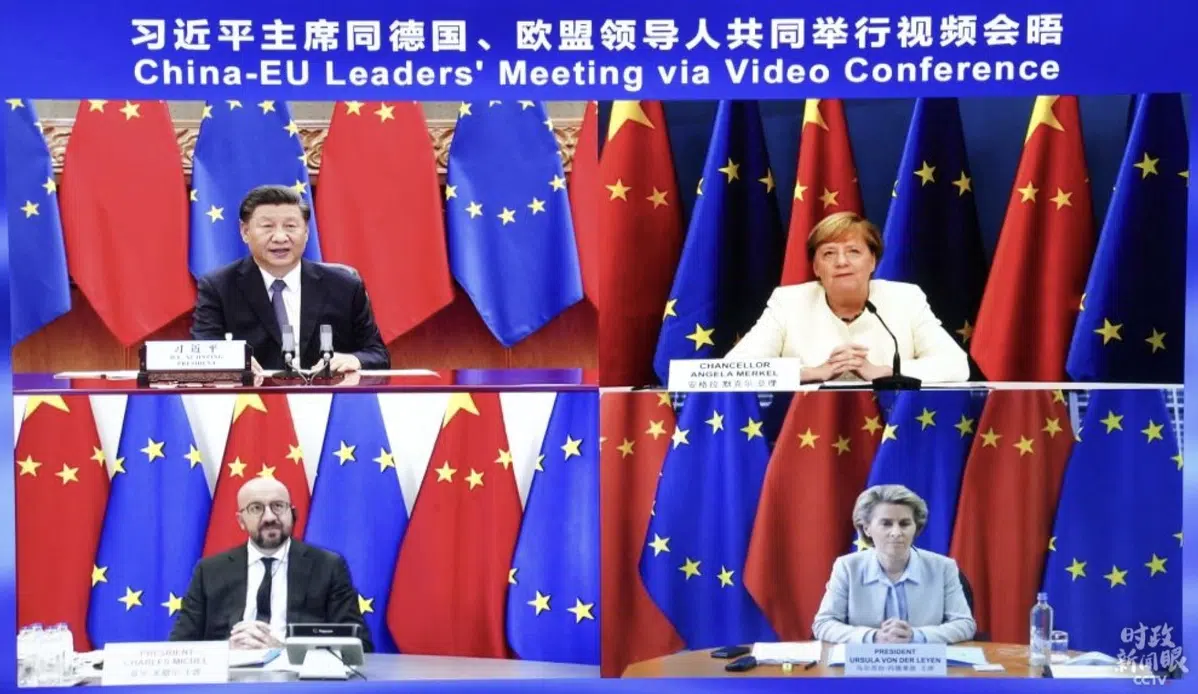 习近平主席同德国、欧盟领导人共同举行视频会晤
China-EU Leaders' Meeting via Video Conference
习近平
H.E. XI JINPING
PRESIDENT
CHANCELLOR
ANGELA MERKEL
安格拉·默克尔 总理
PRESIDENT
CHARLES MICHEL
PRESIDENT
URSULA VON DER LEYEN
时政
新闻眼
CCTV